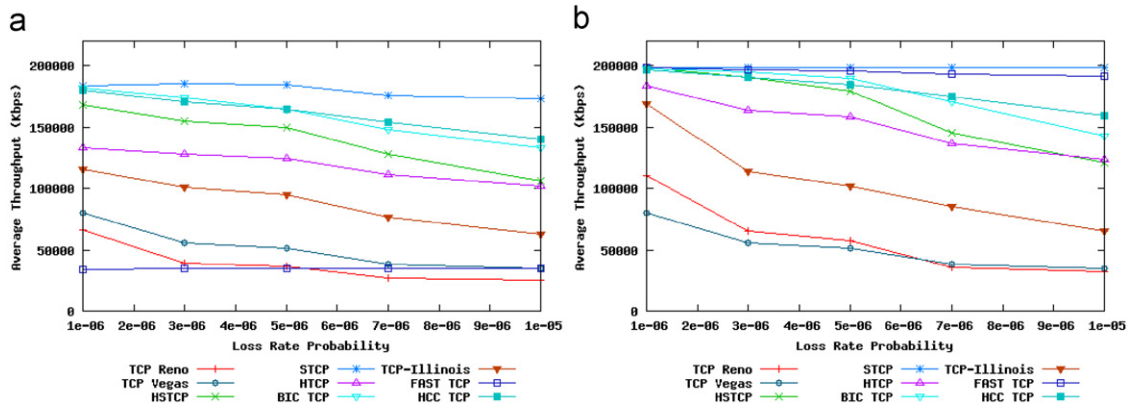 a
Average Throughput (Kbps)
200000
150000
100000
50000
0
1e-06 2e-06 3e-06 4e-06 5e-06 6e-06 7e-06 8e-06 9e-06 1e-05
Loss Rate Probability
TCP Reno STCP TCP-Illinois
TCP Vegas HTCP FAST TCP
HSTCP BIC TCP HCC TCP
b
Average Throughput (Kbps)
200000
150000
100000
50000
0
1e-06 2e-06 3e-06 4e-06 5e-06 6e-06 7e-06 8e-06 9e-06 1e-05
Loss Rate Probability
TCP Reno STCP TCP-Illinois
TCP Vegas HTCP FAST TCP
HSTCP BIC TCP HCC TCP